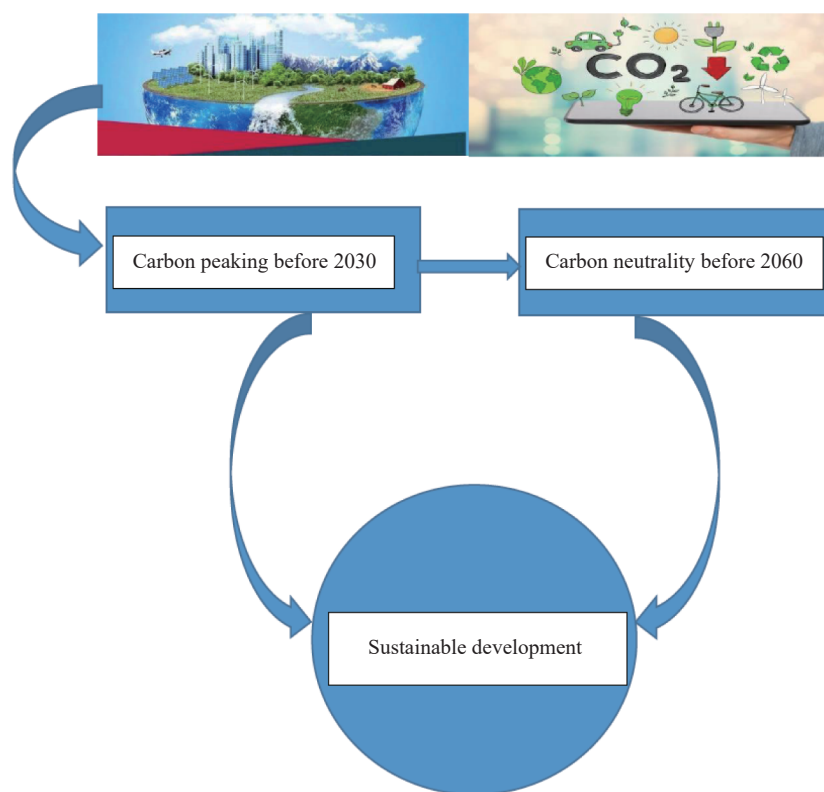 CO₂
Carbon peaking before 2030
Carbon neutrality before 2060
Sustainable development